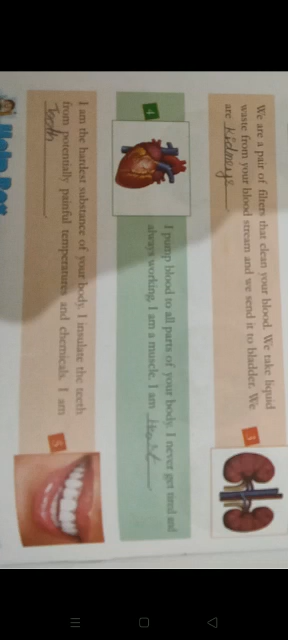 3
We are a pair of filters that clean your blood. We take liquid
waste from your blood stream and we send it to bladder. We
are kidneys
4
I pump blood to all parts of your body. I never get tired and
always working. I am a muscle. I am Heart.
5
I am the hardest substance of your body. I insulate the teeth
from potentially painful temperatures and chemicals. I am
Teeth